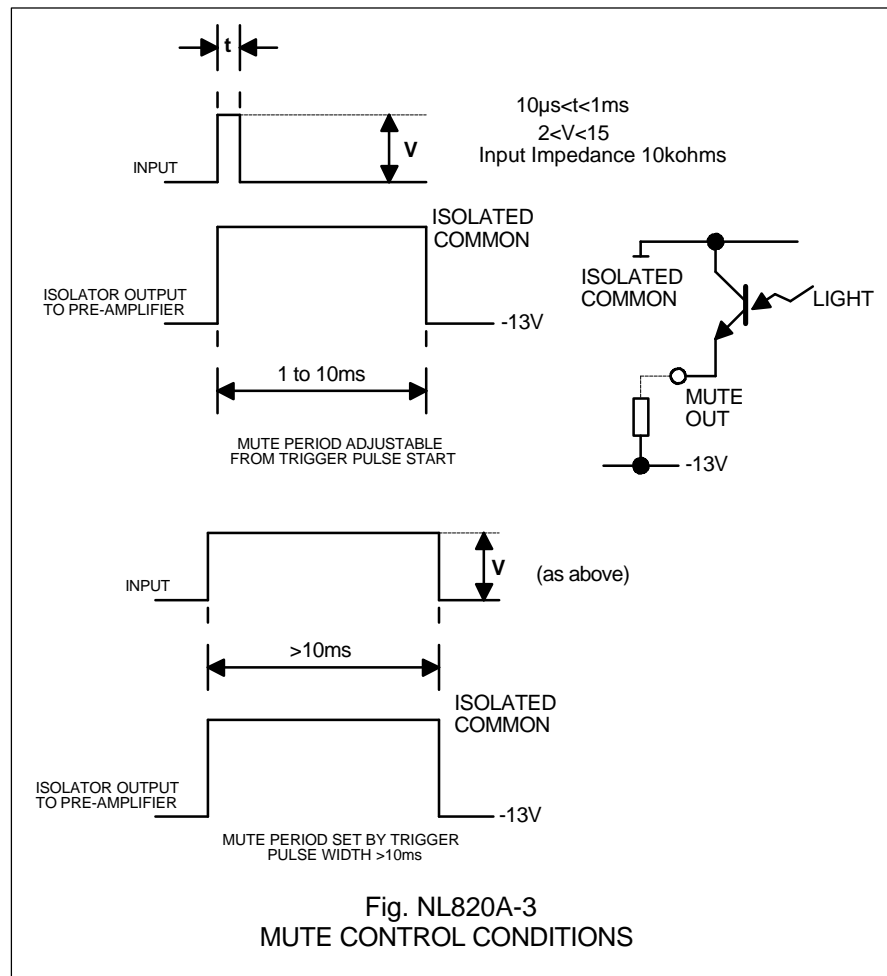 t
10µs<t<1ms
2<V<15
Input Impedance 10kohms
V
INPUT
ISOLATED
COMMON
ISOLATOR OUTPUT
TO PRE-AMPLIFIER
-13V
1 to 10ms
MUTE PERIOD ADJUSTABLE
FROM TRIGGER PULSE START
ISOLATED
COMMON
LIGHT
MUTE
OUT
-13V
INPUT
V
(as above)
>10ms
ISOLATED
COMMON
ISOLATOR OUTPUT
TO PRE-AMPLIFIER
-13V
MUTE PERIOD SET BY TRIGGER
PULSE WIDTH >10ms
Fig. NL820A-3
MUTE CONTROL CONDITIONS